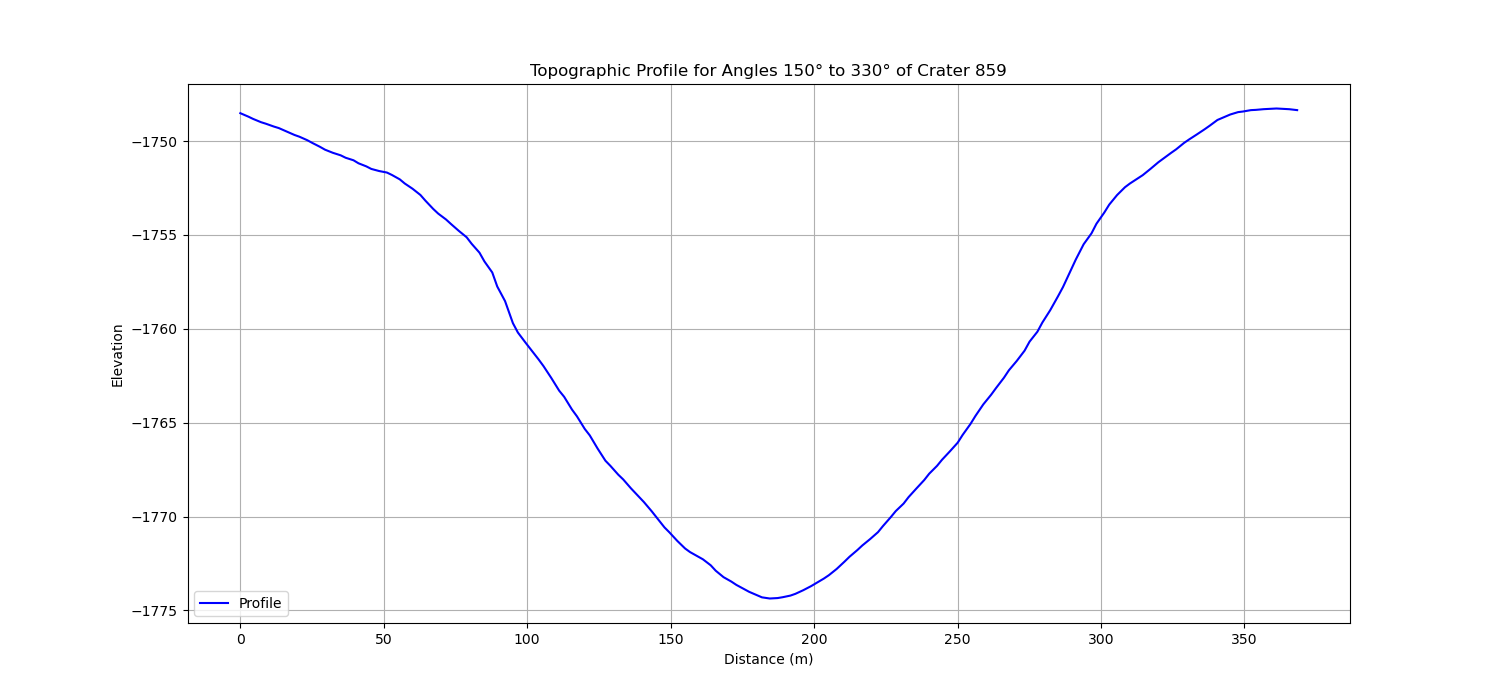 Topographic Profile for Angles 150° to 330° of Crater 859
−1750
−1755
−1760
−1765
−1770
−1775
Elevation
Profile
0 50 100 150 200 250 300 350
Distance (m)